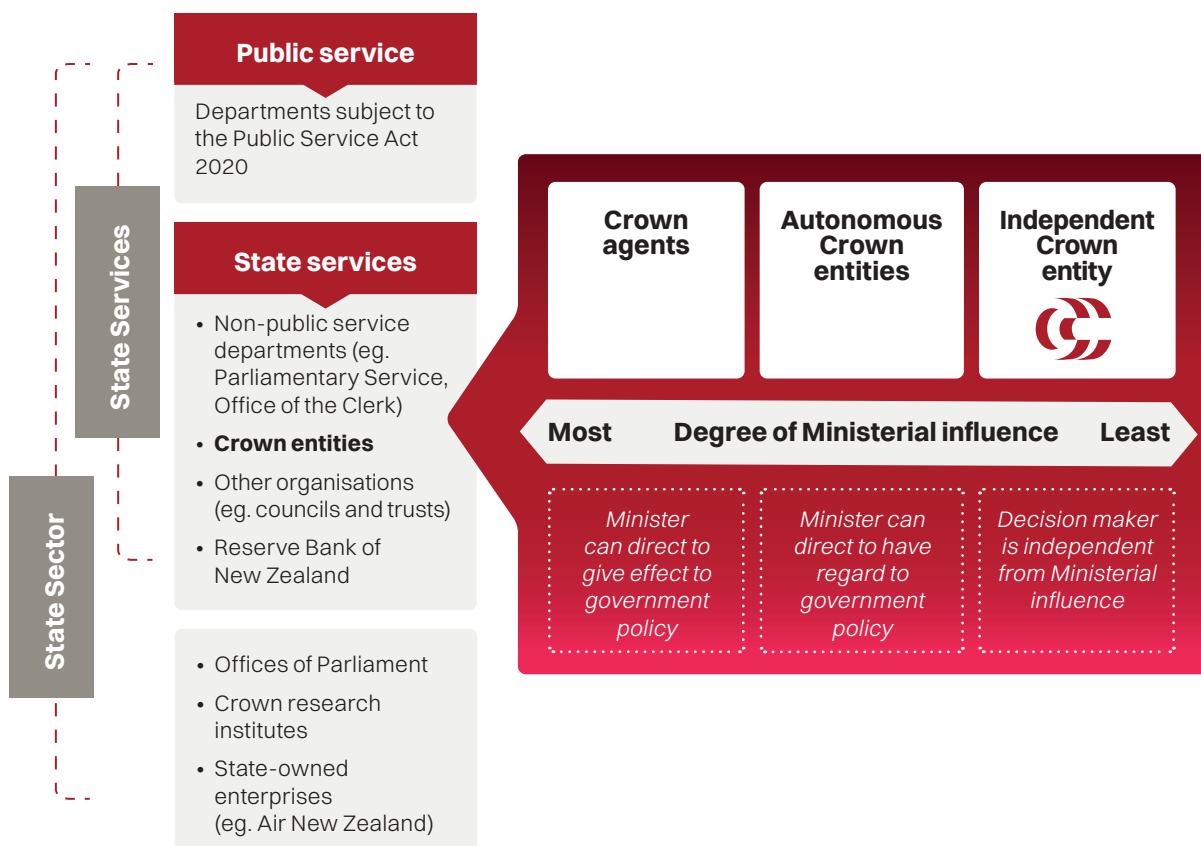 Public service
Departments subject to
the Public Service Act
2020
State Services
State services
• Non-public service
departments (eg.
Parliamentary Service,
Office of the Clerk)
• Crown entities
• Other organisations
(eg. councils and trusts)
• Reserve Bank of
New Zealand
State Sector
• Offices of Parliament
• Crown research
institutes
• State-owned
enterprises
(eg. Air New Zealand)
Crown
agents
Autonomous
Crown
entities
Independent
Crown
entity
Most Degree of Ministerial influence Least
Minister
can direct to
give effect to
government
policy
Minister can
direct to have
regard to
government
policy
Decision maker
is independent
from Ministerial
influence